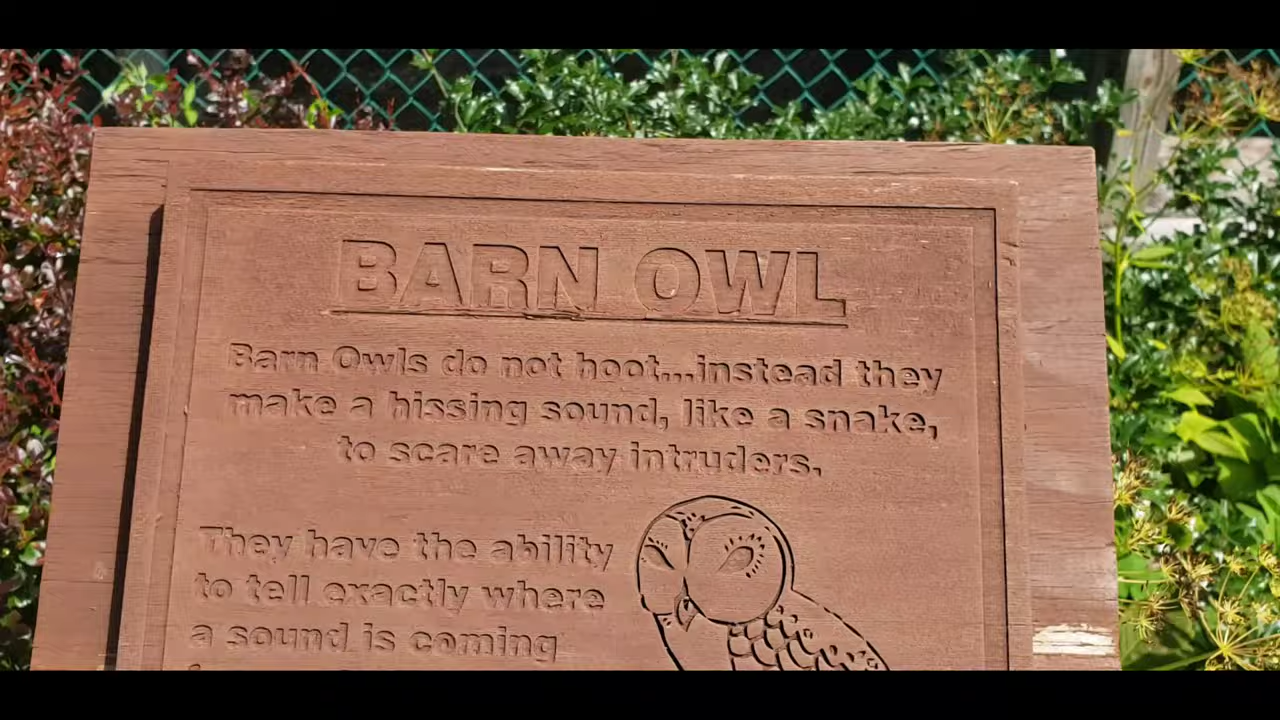 BARN OWL
Barn Owls do not hoot...instead they
make a hissing sound, like a snake,
to scare away intruders.
They have the ability
to tell exactly where
a sound is coming